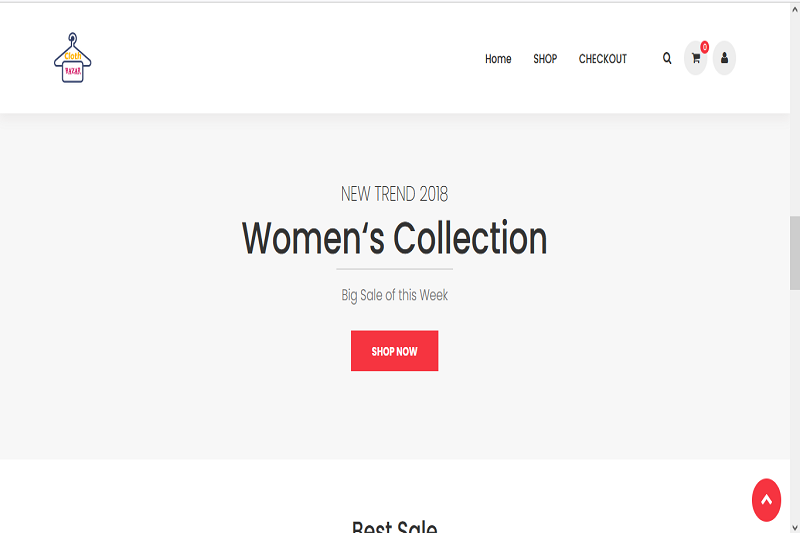 Cloth
BAZAR
Home SHOP CHECKOUT 0
NEW TREND 2018
Women‘s Collection
Big Sale of this Week
SHOP NOW
Best Sale